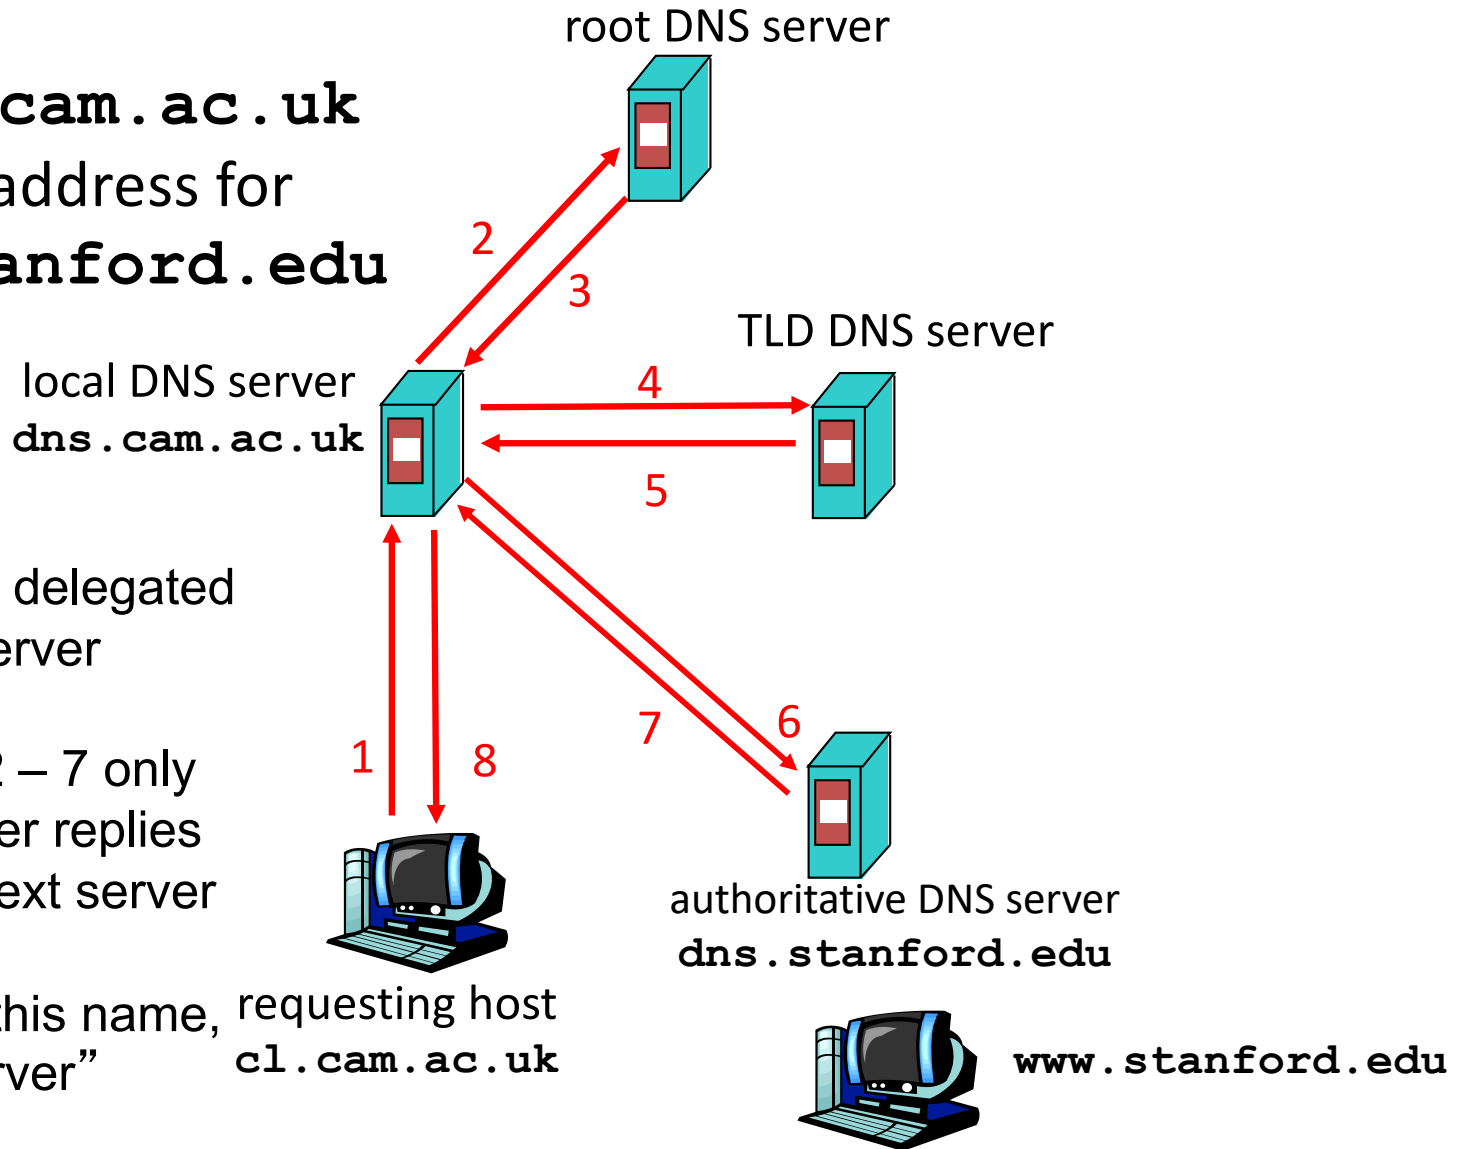 root DNS server
cam.ac.uk
address for
anford.edu
2
3
TLD DNS server
local DNS server
dns.cam.ac.uk
4
5
delegated
erver
7
6
2 – 7 only
1
8
er replies
ext server
authoritative DNS server
dns.stanford.edu
this name,
rver”
requesting host
cl.cam.ac.uk
www.stanford.edu